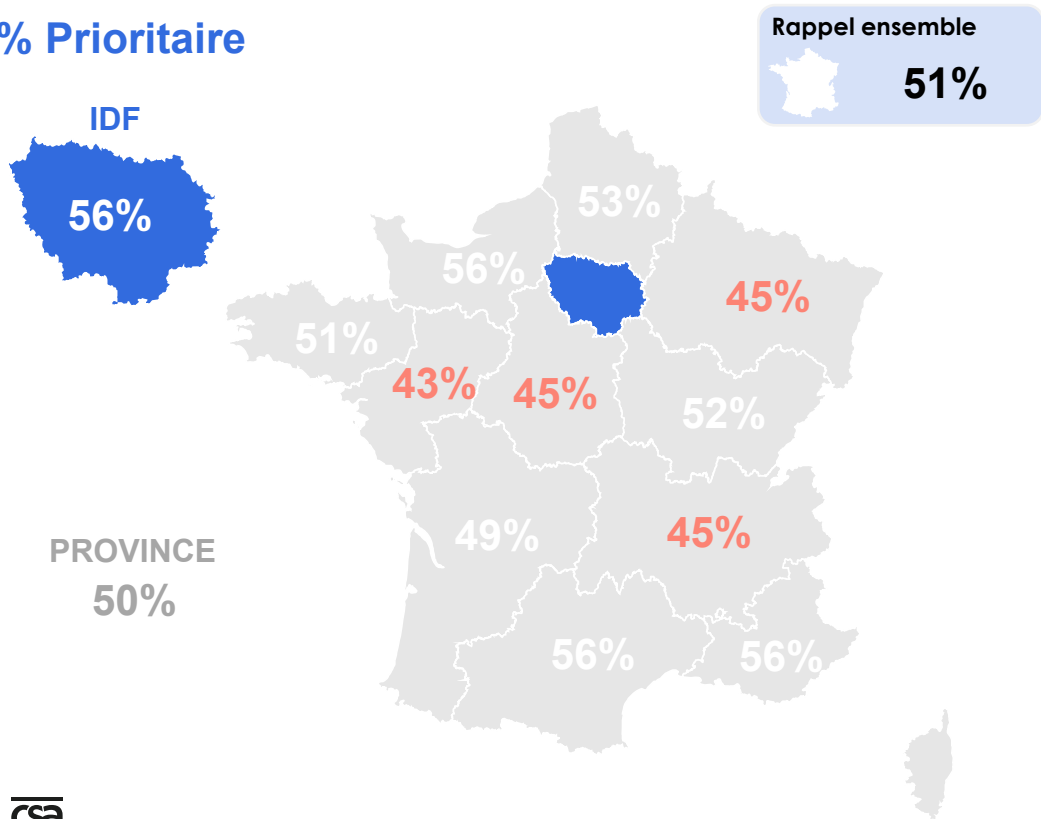 % Prioritaire
Rappel ensemble
51%
IDF
56%
53%
56%
45%
51%
43%
45%
52%
49%
45%
PROVINCE
50%
56%
56%
csa